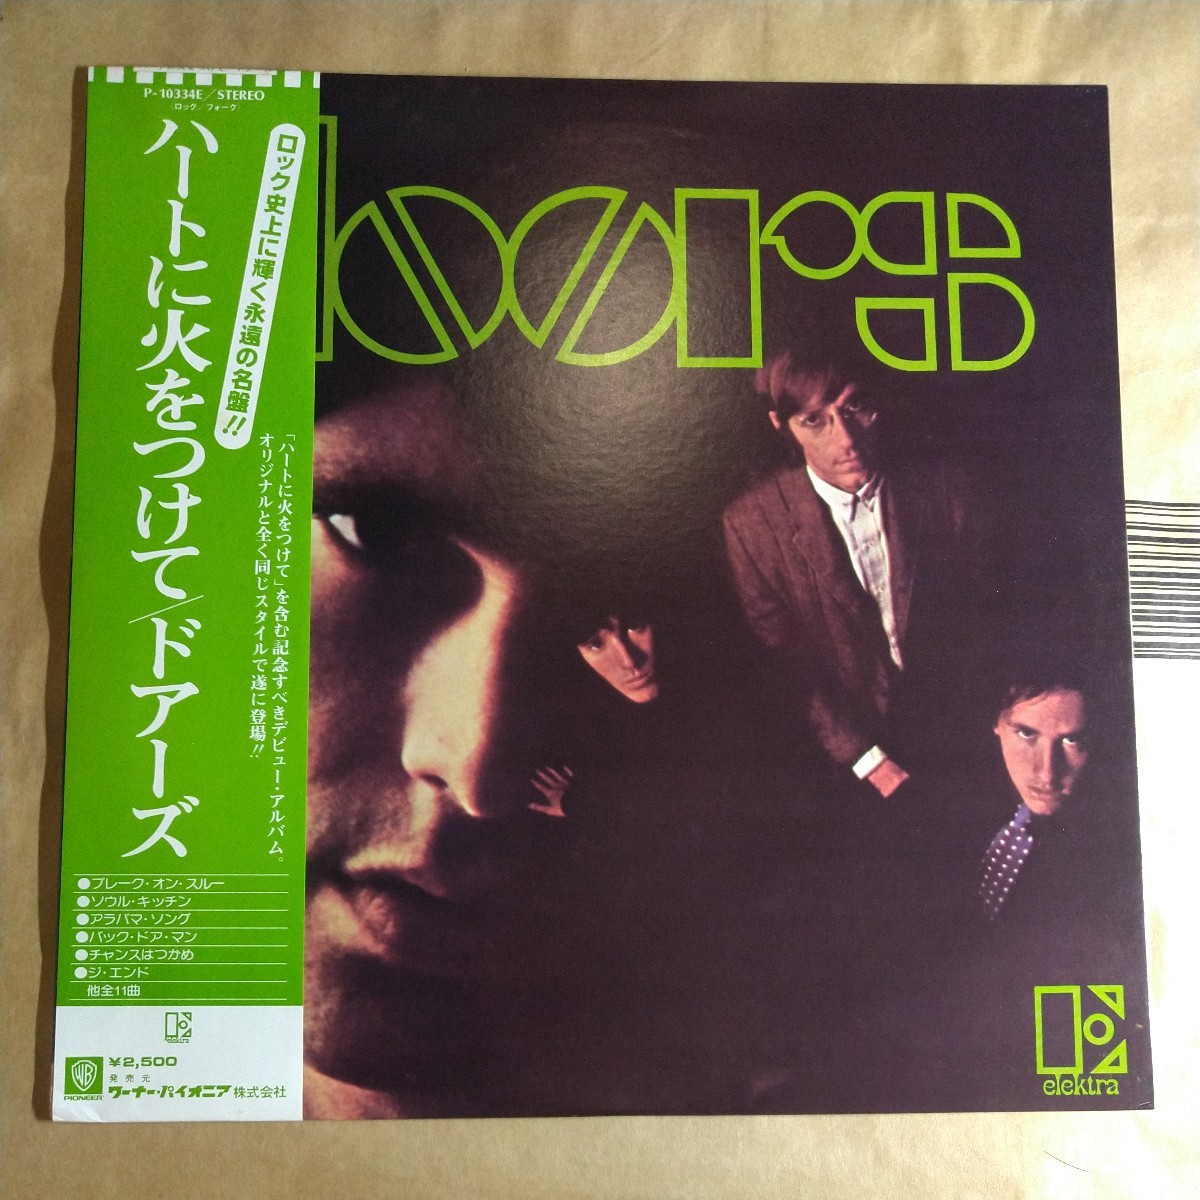 P-10334E／STEREO
(ロック／フォーク)
ハートに火をつけて／ドアーズ
ロック史上に輝く永遠の名盤!!
「ハートに火をつけて」を含む記念すべきデビュー・アルバム。
オリジナルと全く同じスタイルで遂に登場!!
●ブレーク・オン・スルー
●ソウル・キッチン
●アラバマ・ソング
●バック・ドア・マン
●チャンスはつかめ
●ジ・エンド
他全11曲
elektra
WB
PIONEER
¥2,500
発売元
ワーナー・パイオニア株式会社
doors
elektra